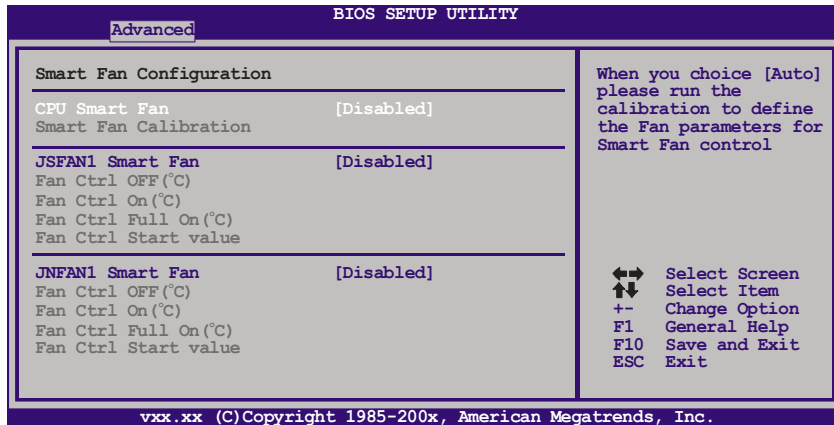 BIOS SETUP UTILITY
Advanced
Smart Fan Configuration
CPU Smart Fan [Disabled]
Smart Fan Calibration
JSFAN1 Smart Fan [Disabled]
Fan Ctrl OFF(°C)
Fan Ctrl On(°C)
Fan Ctrl Full On(°C)
Fan Ctrl Start value
JNFAN1 Smart Fan [Disabled]
Fan Ctrl OFF(°C)
Fan Ctrl On(°C)
Fan Ctrl Full On(°C)
Fan Ctrl Start value
When you choice [Auto]
please run the
calibration to define
the Fan parameters for
Smart Fan control
Select Screen
Select Item
+- Change Option
F1 General Help
F10 Save and Exit
ESC Exit
vxx.xx (C)Copyright 1985-200x, American Megatrends, Inc.